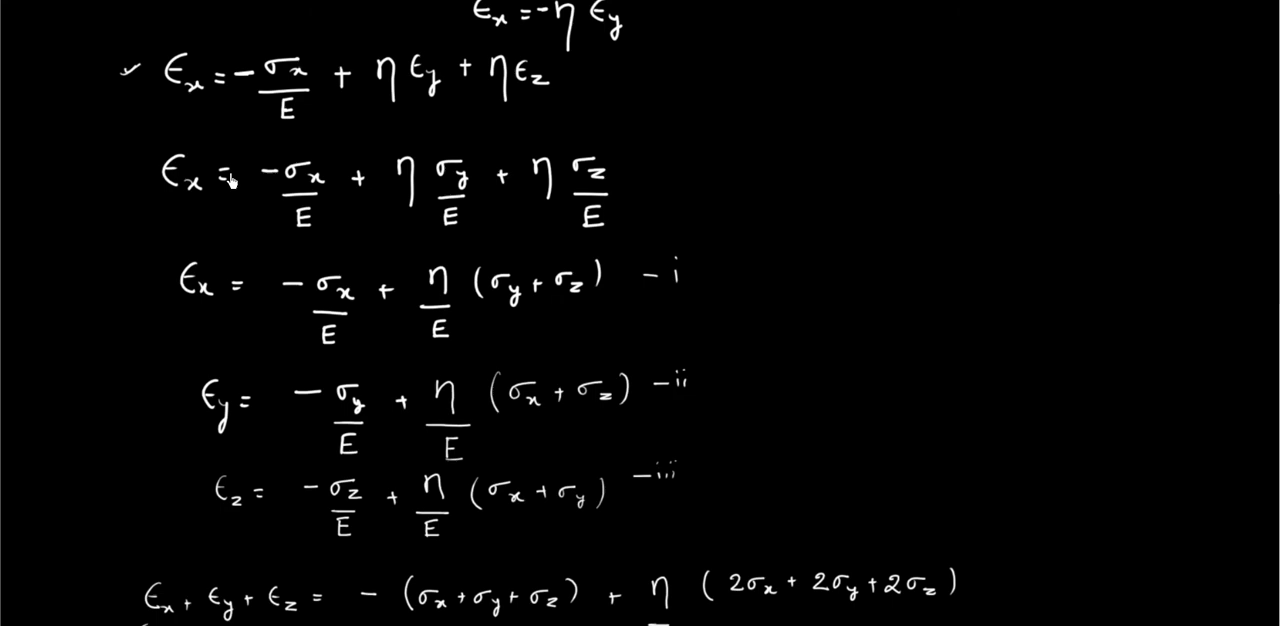 ϵx = -η ϵy
✓ ϵx = -σx/E + η ϵy + η ϵz
ϵx = -σx/E + η σy/E + η σz/E
ϵx = -σx/E + η/E (σy + σz) - i
ϵy = -σy/E + η/E (σx + σz) - ii
ϵz = -σz/E + η/E (σx + σy) - iii
ϵx + ϵy + ϵz = - (σx + σy + σz) + η (2σx + 2σy + 2σz)